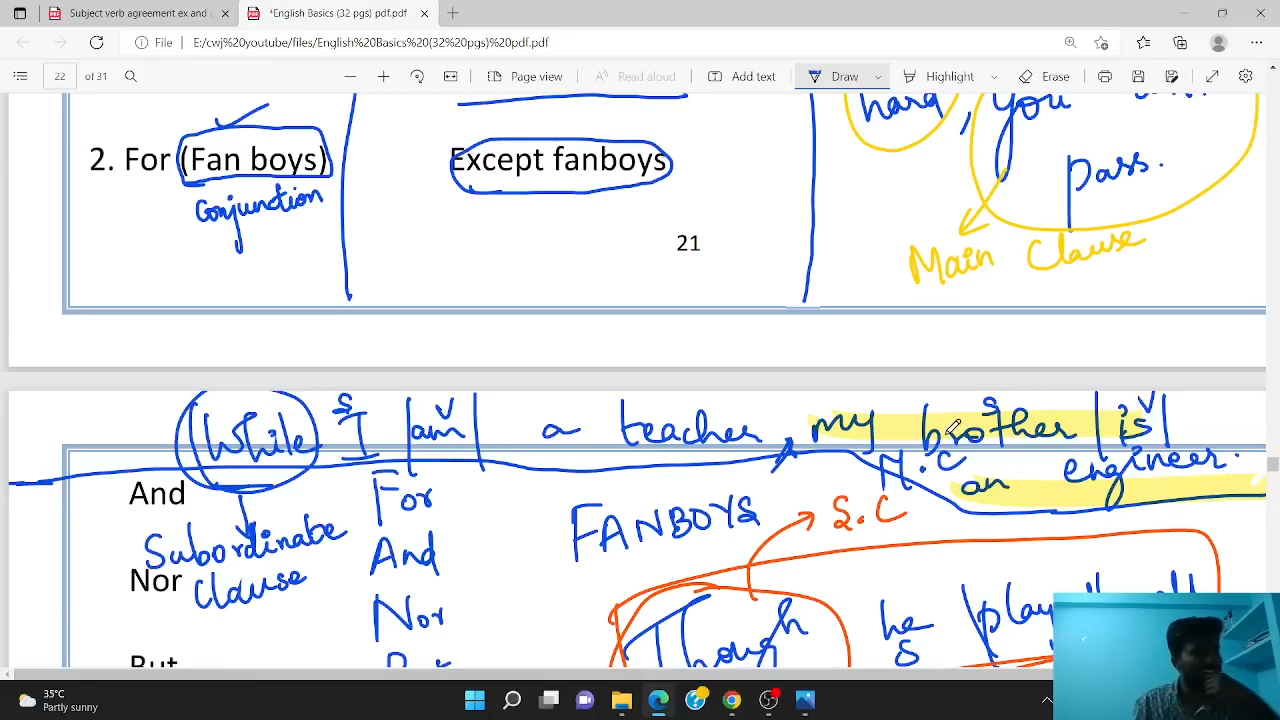 Subject verb agreement ex and
*English Basics (32 pgs) pdf.pdf
File
E:/cwj%20youtube/files/English%20Basics%20(32%20pgs)%20pdf.pdf
22
of 31
Page view
Read aloud
Add text
Draw
Highlight
Erase
hard, you
pass.
2. For (Fan boys)
Except fanboys
Conjunction
21
Main Clause
While I am a teacher my brother is
S V S V
M.C
an engineer.
And
For
FANBOYS
S.C
Subordinate
And
Nor
Clause
Nor
Though
he
S
play
But
35°C
Partly sunny